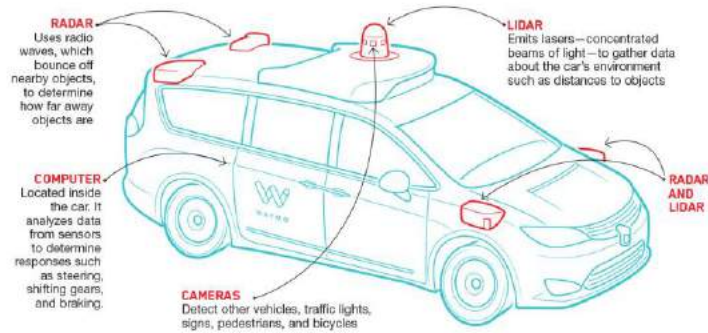 RADAR
Uses radio
waves, which
bounce off
nearby objects,
to determine
how far away
objects are
LIDAR
Emits lasers—concentrated
beams of light—to gather data
about the car's environment
such as distances to objects
COMPUTER
Located inside
the car. It
analyzes data
from sensors
to determine
responses such
as steering,
shifting gears,
and braking.
WAYMO
RADAR
AND
LIDAR
CAMERAS
Detect other vehicles, traffic lights,
signs, pedestrians, and bicycles